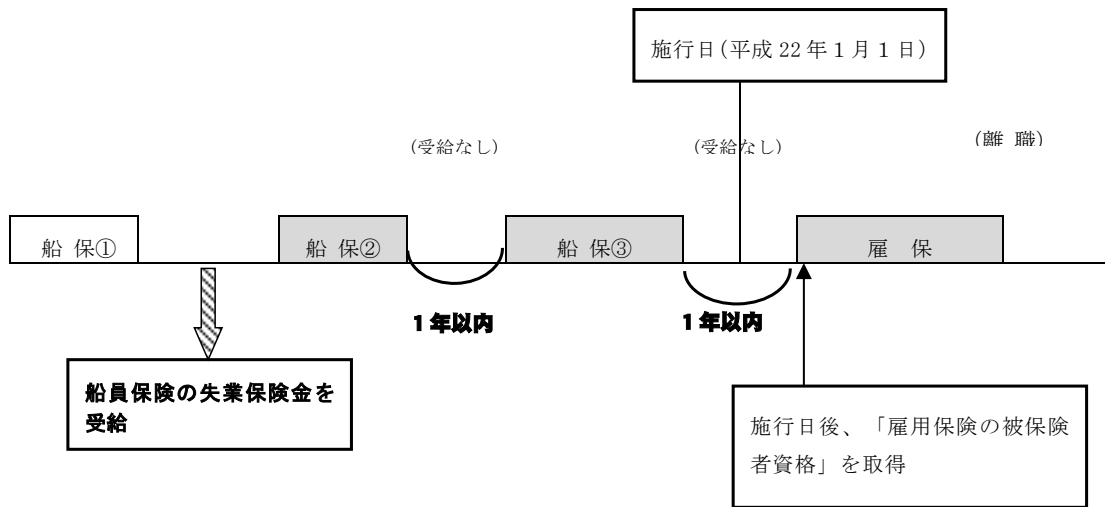 施行日(平成 22 年 1 月 1 日)
(受給なし)
(受給なし)
(離 職)
船 保①
船 保②
船 保③
雇 保
1 年以内
1 年以内
船員保険の失業保険金を
受給
施行日後、「雇用保険の被保険
者資格」を取得